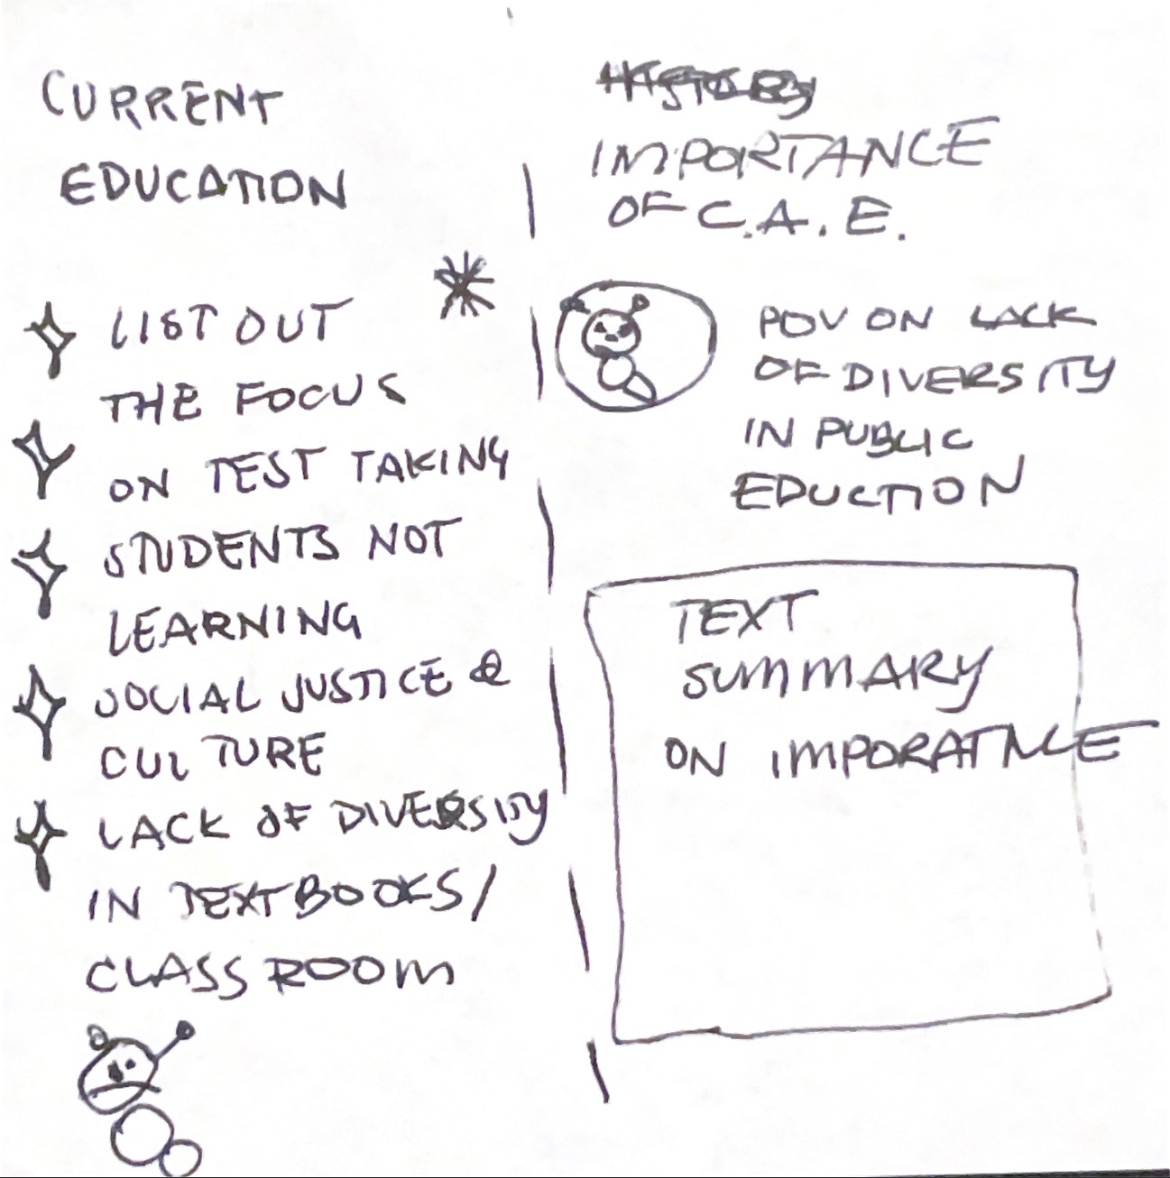 CURRENT
EDUCATION
LIST OUT
THE FOCUS
ON TEST TAKING
STUDENTS NOT
LEARNING
SOCIAL JUSTICE &
CULTURE
LACK OF DIVERSITY
IN TEXTBOOKS/
CLASSROOM
HISTORY
IMPORTANCE
OF C.A.E.
POV ON LACK
OF DIVERSITY
IN PUBLIC
EDUCTION
TEXT
SUMMARY
ON IMPORATNCE